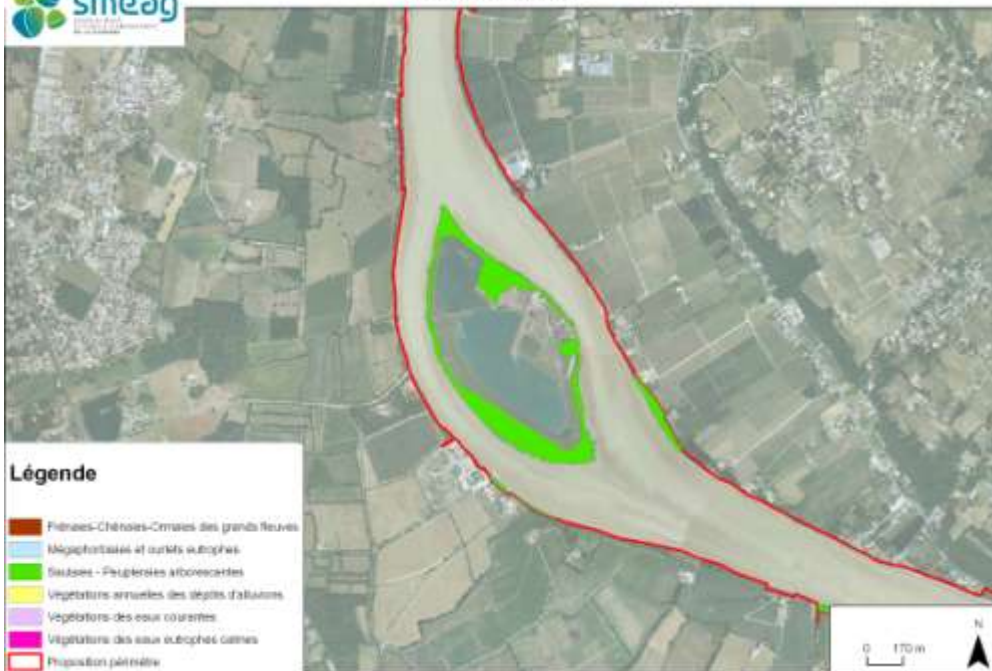 smeag
Légende
Frênaies-Chênaies-Ormaies des grands fleuves
Mégaphorbiaies et ourlets eutrophes
Saulaies - Peupleraies arborescentes
Végétations annuelles des dépôts d'alluvions
Végétations des eaux courantes
Végétations des eaux eutrophes calmes
Proposition périmètre
N
0 170 m